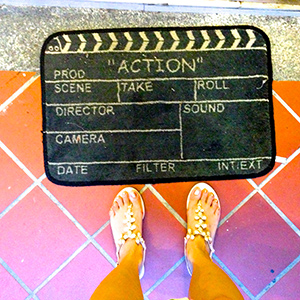 PROD "ACTION"
SCENE TAKE ROLL
DIRECTOR SOUND
CAMERA
DATE FILTER INT:EXT